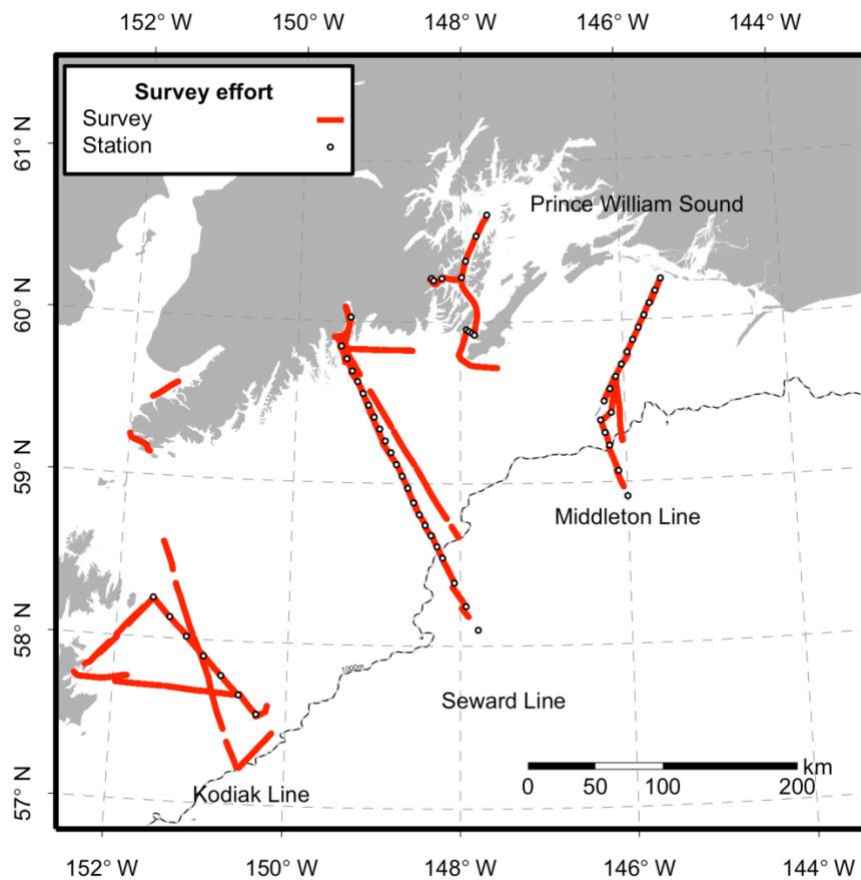 152° W 150° W 148° W 146° W 144° W
Survey effort
Survey
Station
61° N
60° N
59° N
58° N
57° N
Prince William Sound
Middleton Line
1000m
Seward Line
Kodiak Line
km
0 50 100 200
152° W 150° W 148° W 146° W 144° W